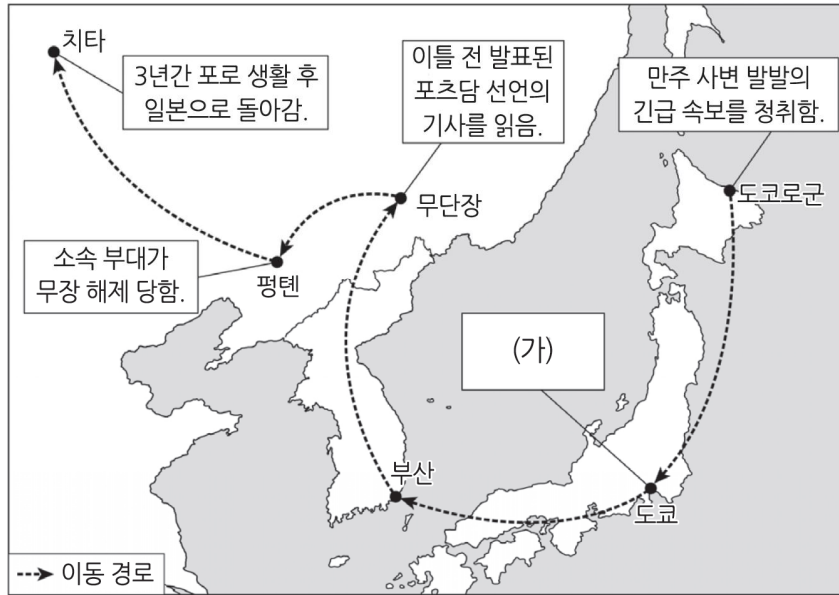 치타
3년간 포로 생활 후
일본으로 돌아감.
이틀 전 발표된
포츠담 선언의
기사를 읽음.
만주 사변 발발의
긴급 속보를 청취함.
도코로군
무단장
소속 부대가
무장 해제 당함.
펑톈
(가)
부산
도쿄
이동 경로